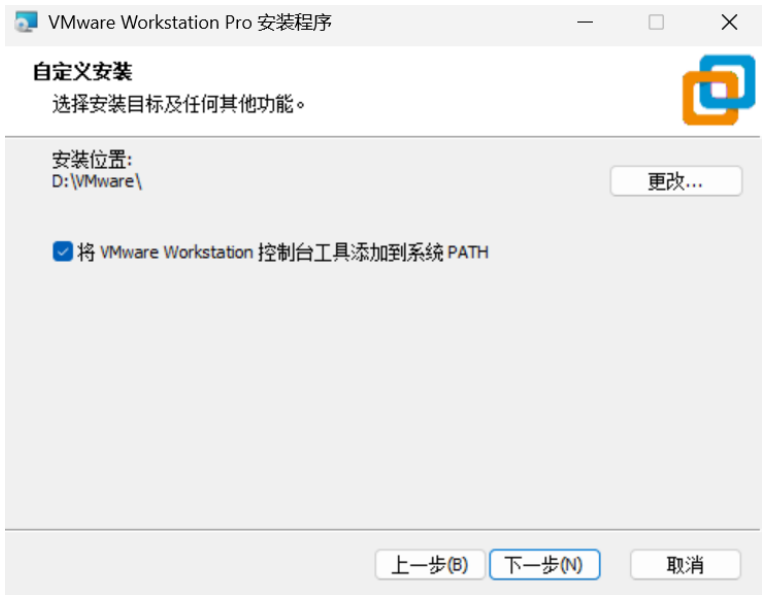 VMware Workstation Pro 安装程序
自定义安装
选择安装目标及任何其他功能。
安装位置:
D:\VMware\
更改...
将 VMware Workstation 控制台工具添加到系统 PATH
上一步(B) 下一步(N) 取消